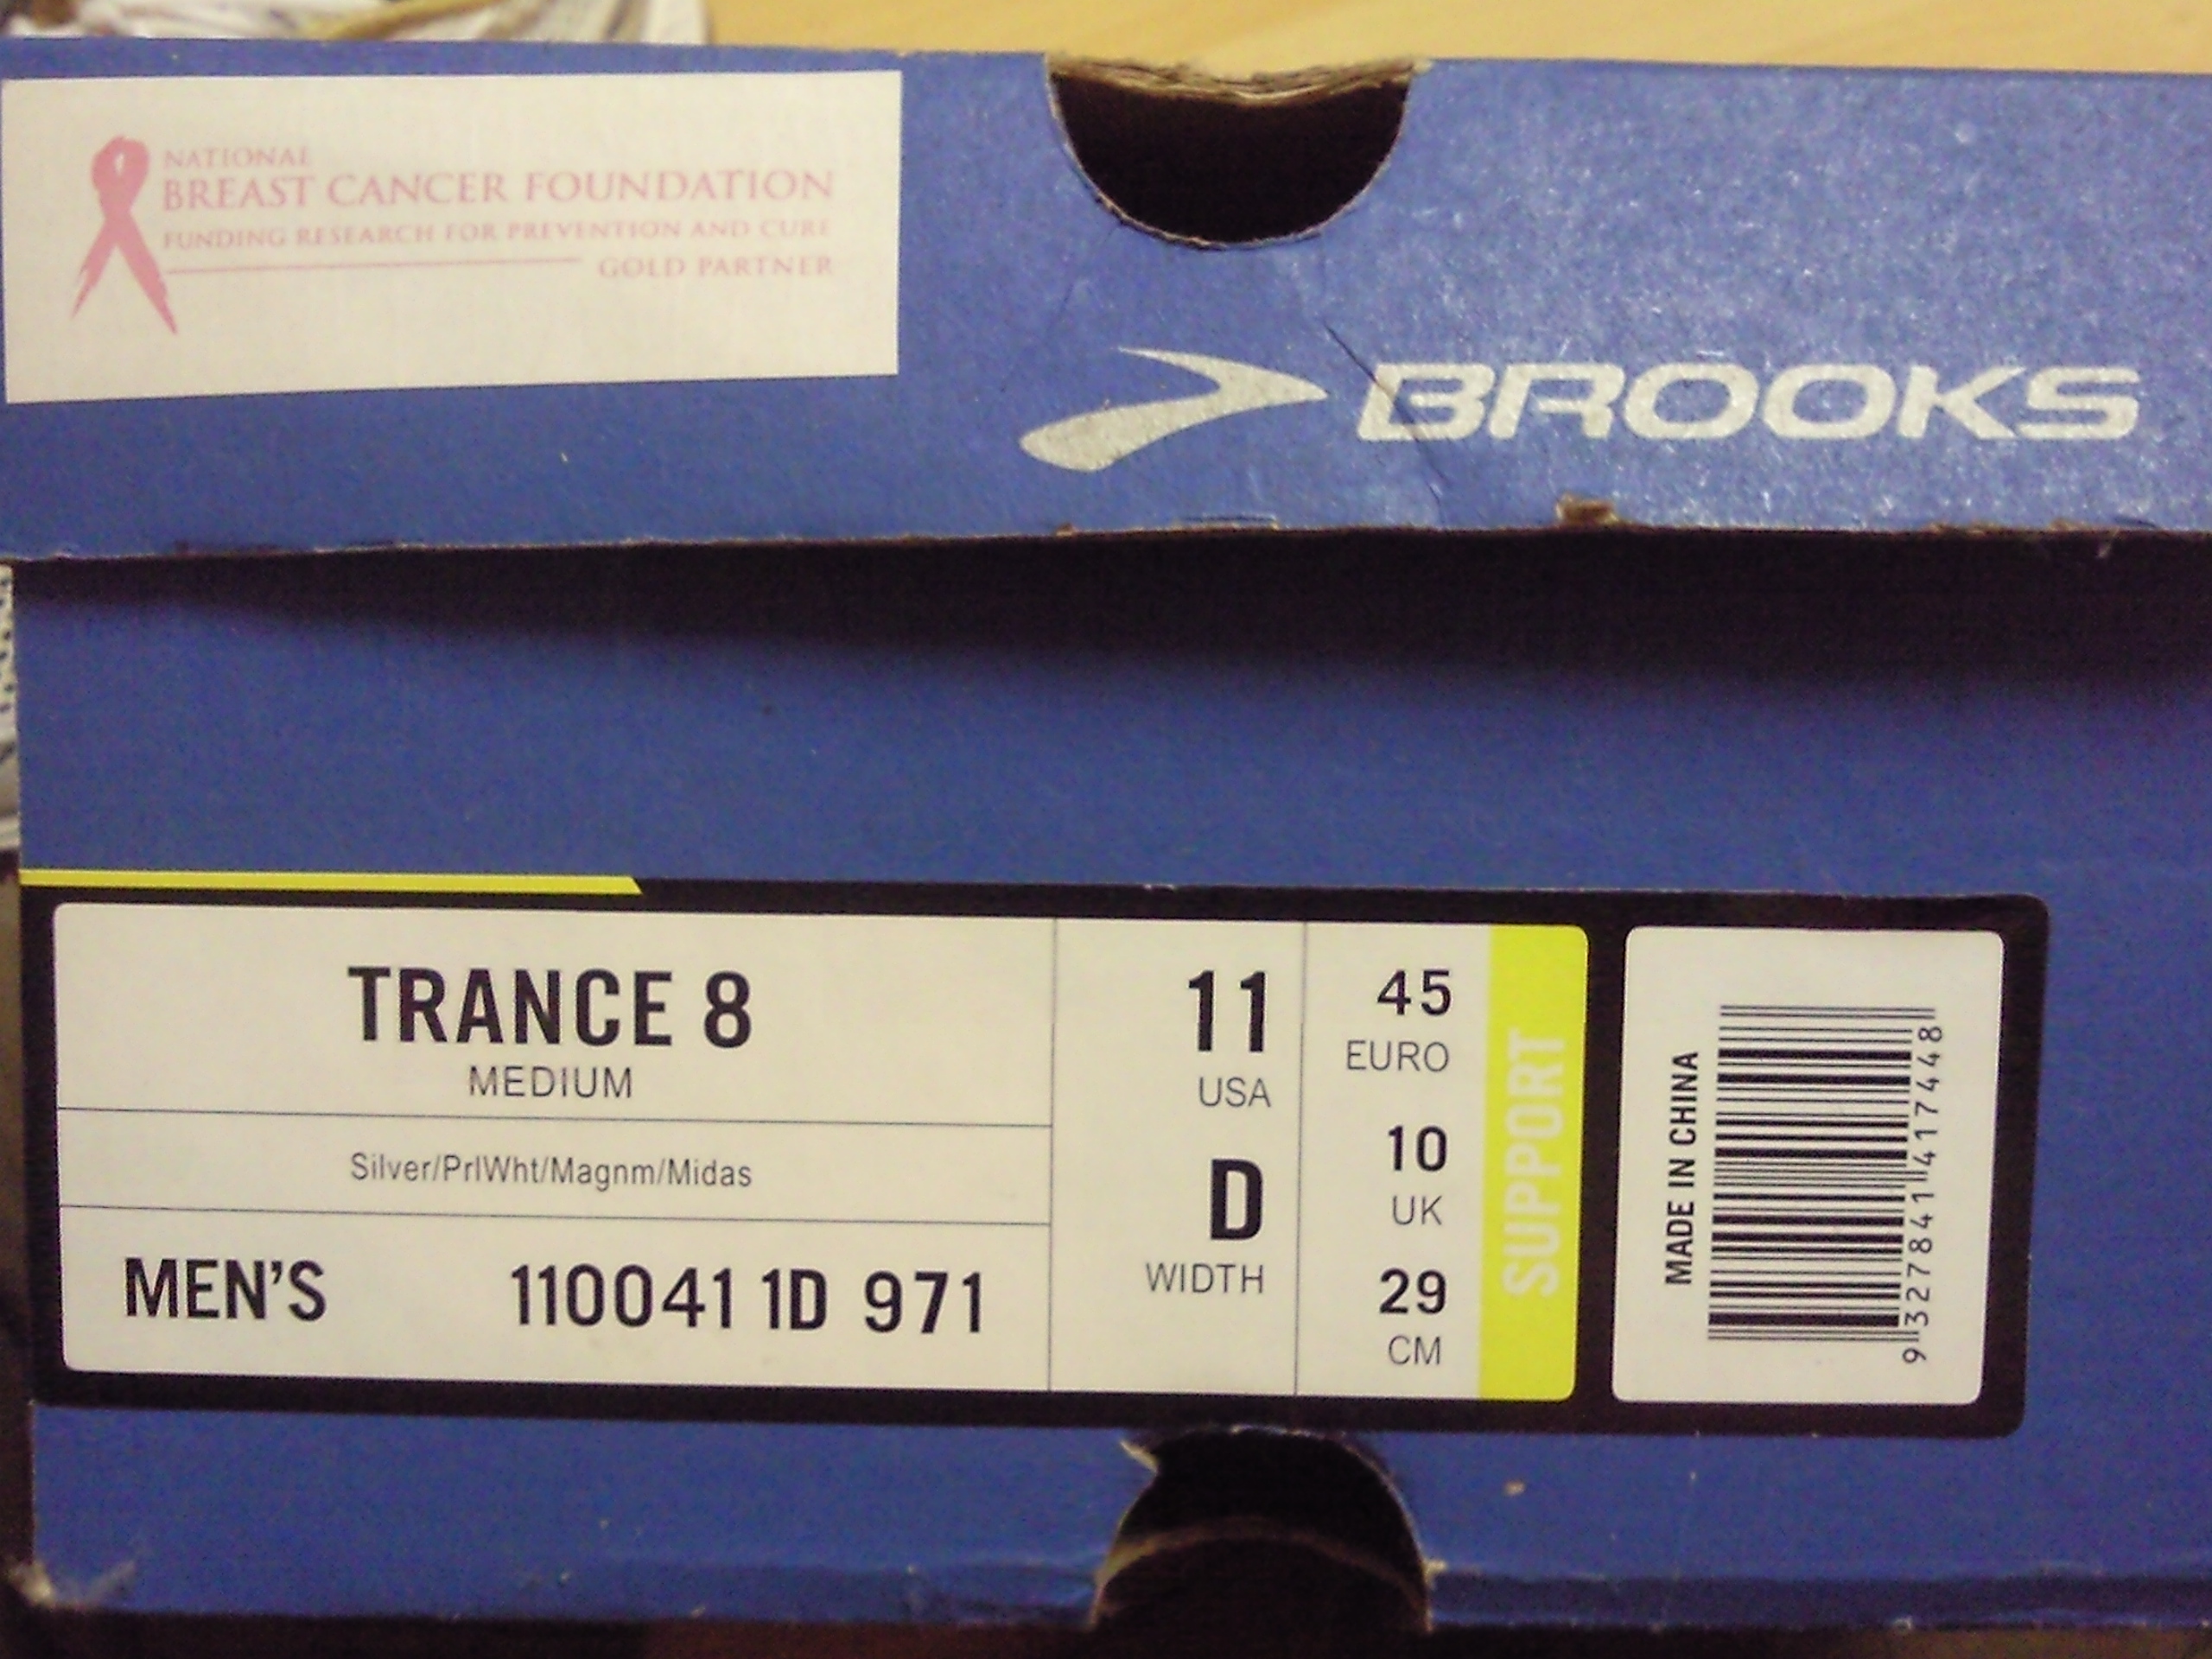 NATIONAL
BREAST CANCER FOUNDATION
FUNDING RESEARCH FOR PREVENTION AND CURE
GOLD PARTNER
BROOKS
TRANCE 8
MEDIUM
Silver/PrlWht/Magnm/Midas
MEN'S 110041 1D 971
11
USA
D
WIDTH
45
EURO
10
UK
29
CM
SUPPORT
MADE IN CHINA
9 327841 417448